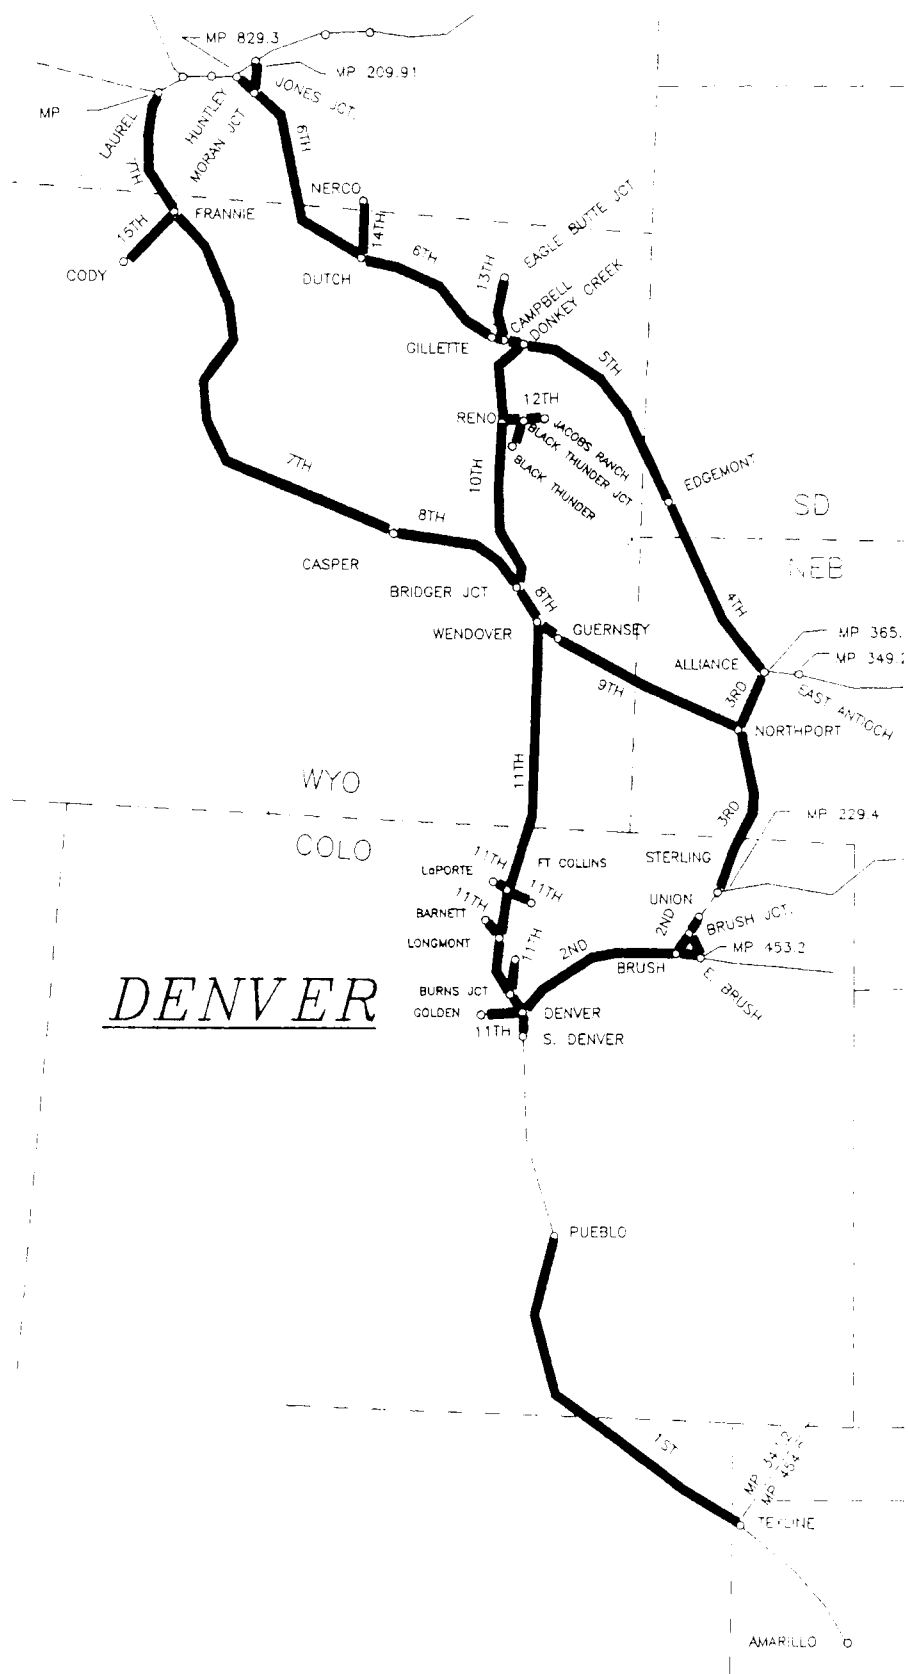 MP 829.3
MP 209.91
JONES JCT.
MP
HUNTLEY
MORAN JCT
LAUREL
6TH
7TH
NERCO
EAGLE BUTTE JCT
FRANNIE
15TH
14TH
CODY
6TH
DUTCH
13TH
CAMPBELL
DONKEY CREEK
GILLETTE
5TH
12TH
RENO
JACOBS RANCH
BLACK THUNDER JCT
BLACK THUNDER
7TH
10TH
EDGEMONT
SD
8TH
CASPER
NEB
BRIDGER JCT
8TH
4TH
WENDOVER
GUERNSEY
MP 365.
MP 349.2
ALLIANCE
9TH
3RD
EAST ANTIOCH
NORTHPORT
WYO
11TH
3RD
MP 229.4
COLO
11TH
FT COLLINS
STERLING
LaPORTE
11TH
11TH
UNION
BARNETT
2ND
BRUSH JCT.
LONGMONT
11TH
2ND
MP 453.2
BRUSH
E. BRUSH
DENVER
BURNS JCT
GOLDEN
DENVER
11TH
S. DENVER
PUEBLO
1ST
TEXLINE
AMARILLO